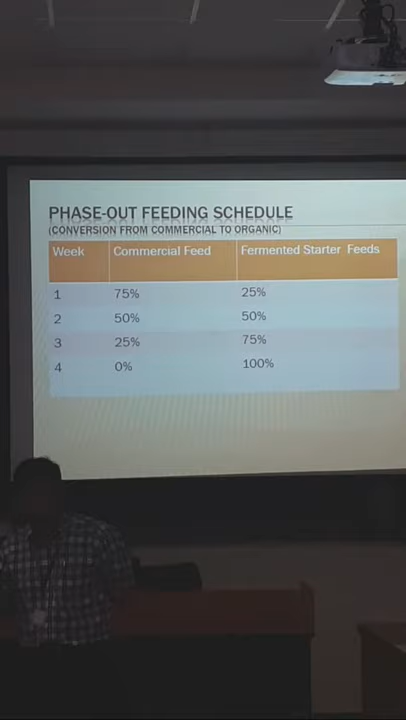 PHASE-OUT FEEDING SCHEDULE
(CONVERSION FROM COMMERCIAL TO ORGANIC)
Week Commercial Feed Fermented Starter Feeds
1 75% 25%
2 50% 50%
3 25% 75%
4 0% 100%